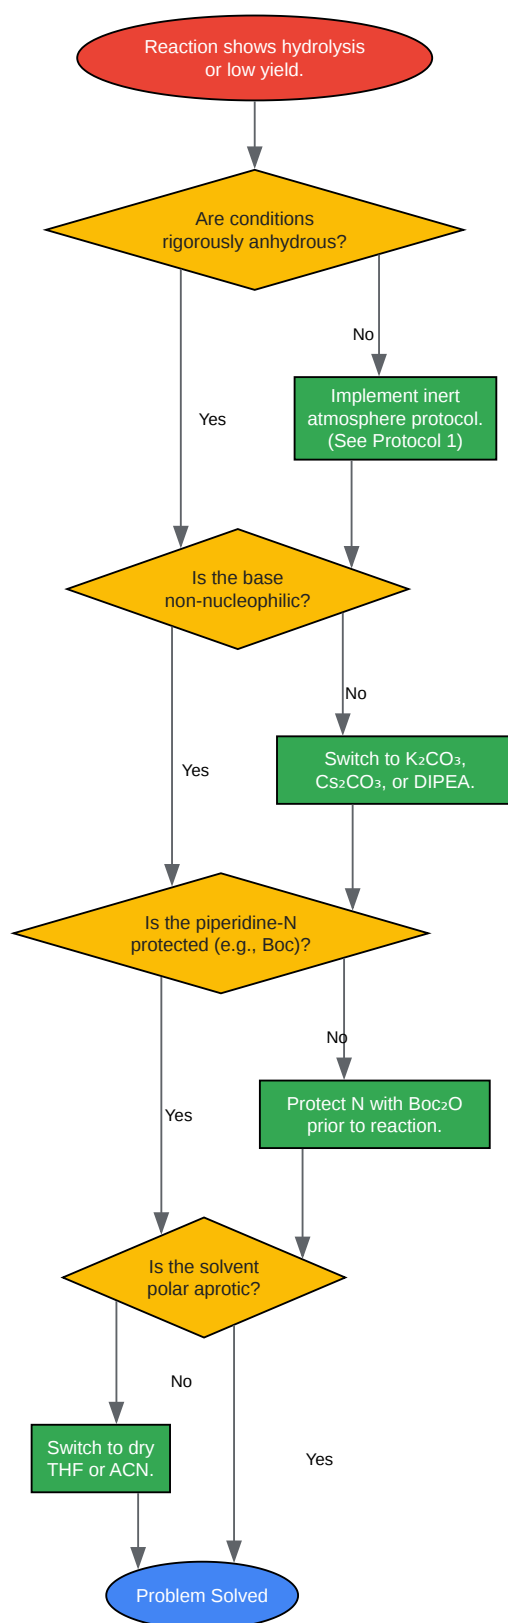 Reaction shows hydrolysis
or low yield.
Are conditions
rigorously anhydrous?
No
Implement inert
atmosphere protocol.
(See Protocol 1)
Yes
Is the base
non-nucleophilic?
No
Switch to K₂CO₃,
Cs₂CO₃, or DIPEA.
Yes
Is the piperidine-N
protected (e.g., Boc)?
No
Protect N with Boc₂O
prior to reaction.
Yes
Is the solvent
polar aprotic?
No
Switch to dry
THF or ACN.
Yes
Problem Solved